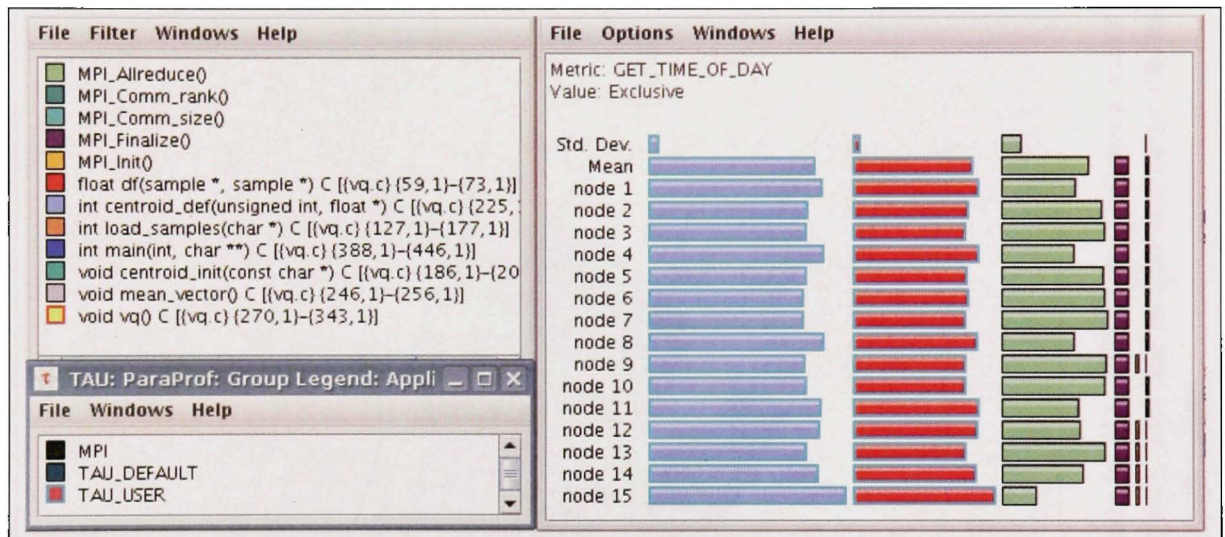 File Filter Windows Help
MPI_Allreduce()
MPI_Comm_rank()
MPI_Comm_size()
MPI_Finalize()
MPI_Init()
float df(sample *, sample *) C [{vq.c} {59,1}-{73,1}]
int centroid_def(unsigned int, float *) C [{vq.c} {225,
int load_samples(char *) C [{vq.c} {127,1}-{177,1}]
int main(int, char **) C [{vq.c} {388,1}-{446,1}]
void centroid_init(const char *) C [{vq.c} {186,1}-{20
void mean_vector() C [{vq.c} {246,1}-{256,1}]
void vq() C [{vq.c} {270,1}-{343,1}]
TAU: ParaProf: Group Legend: Appli
File Windows Help
MPI
TAU_DEFAULT
TAU_USER
File Options Windows Help
Metric: GET_TIME_OF_DAY
Value: Exclusive
Std. Dev.
Mean
node 1
node 2
node 3
node 4
node 5
node 6
node 7
node 8
node 9
node 10
node 11
node 12
node 13
node 14
node 15